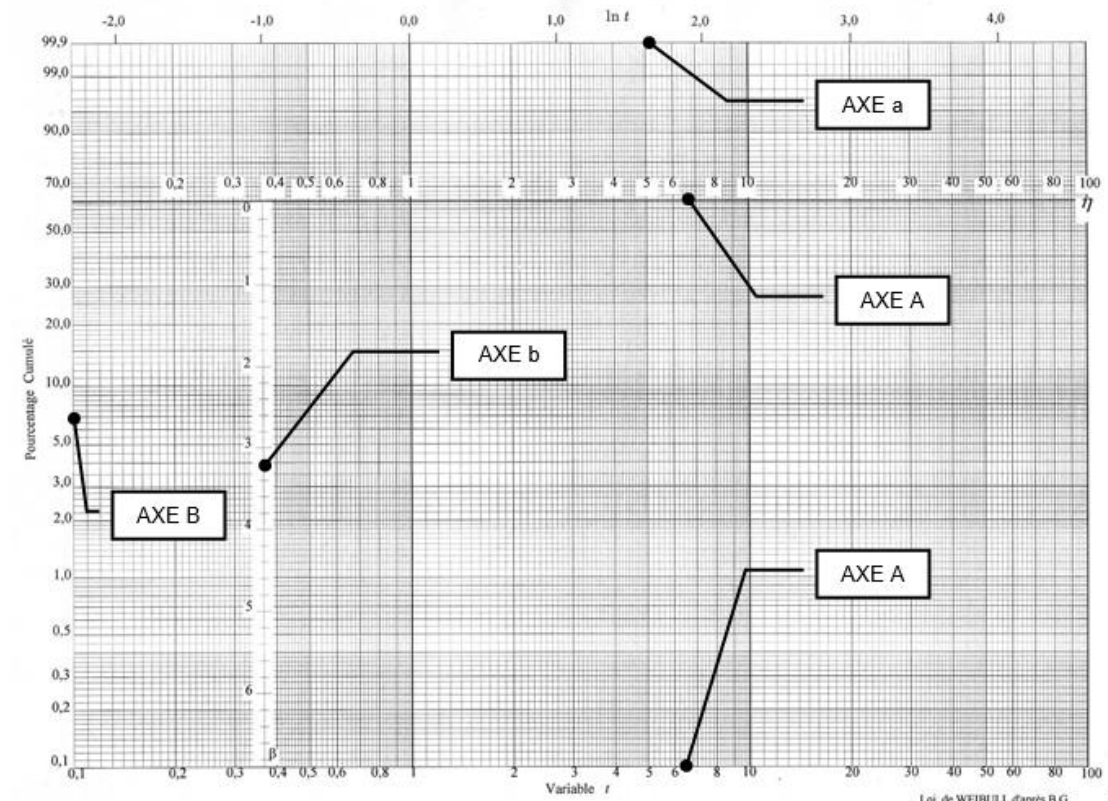 -2,0 -1,0 0,0 1,0 ln t 2,0 3,0 4,0
99,9
99,0
AXE a
90,0
70,0 0,2 0,3 0,4 0,5 0,6 0,8 1 2 3 4 5 6 8 10 20 30 40 50 60 80 100
0 η
50,0
1
30,0
AXE A
20,0
AXE b
2
10,0
Pourcentage Cumulé
5,0 3
3,0
AXE B
2,0 4
1,0
AXE A
5
0,5
0,3
6
0,2
β
0,1
0,1 0,2 0,3 0,4 0,5 0,6 0,8 1 2 3 4 5 6 8 10 20 30 40 50 60 80 100
Variable t
Loi de WEIBULL d'après B.G.